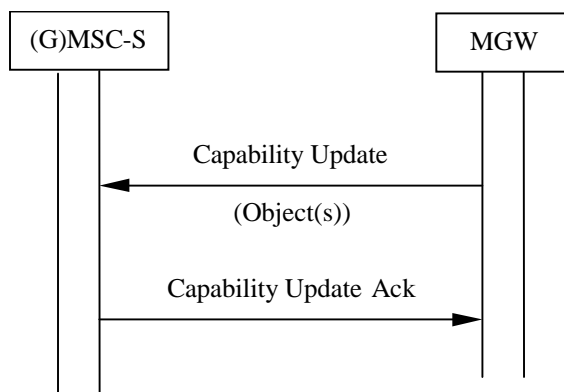 (G)MSC-S
MGW
Capability Update
(Object(s))
Capability Update Ack